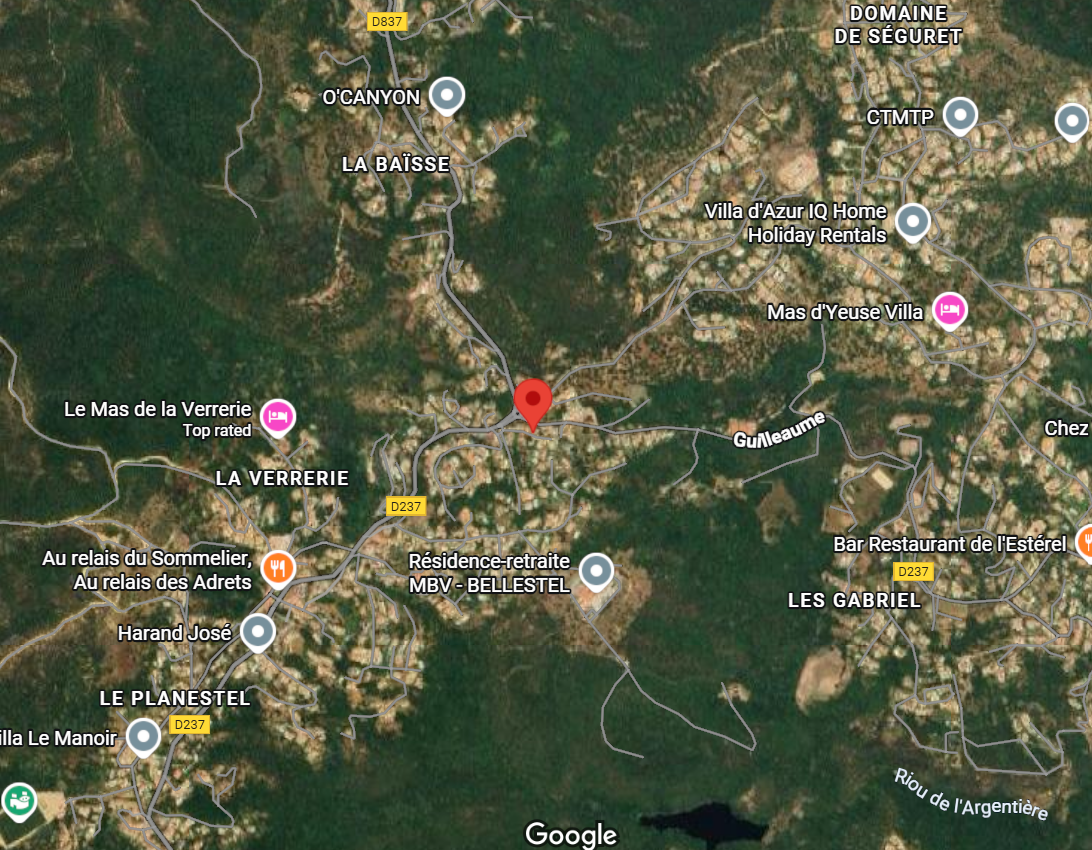 D837
DOMAINE
DE SÉGURET
O'CANYON
CTMTP
LA BAÏSSE
Villa d'Azur IQ Home
Holiday Rentals
Mas d'Yeuse Villa
Le Mas de la Verrerie
Top rated
Guilleaume
Chez
LA VERRERIE
D237
Au relais du Sommelier,
Au relais des Adrets
Résidence-retraite
MBV - BELLESTEL
Bar Restaurant de l'Estérel
D237
LES GABRIEL
Harand José
LE PLANESTEL
D237
illa Le Manoir
Riou de l'Argentière
Google